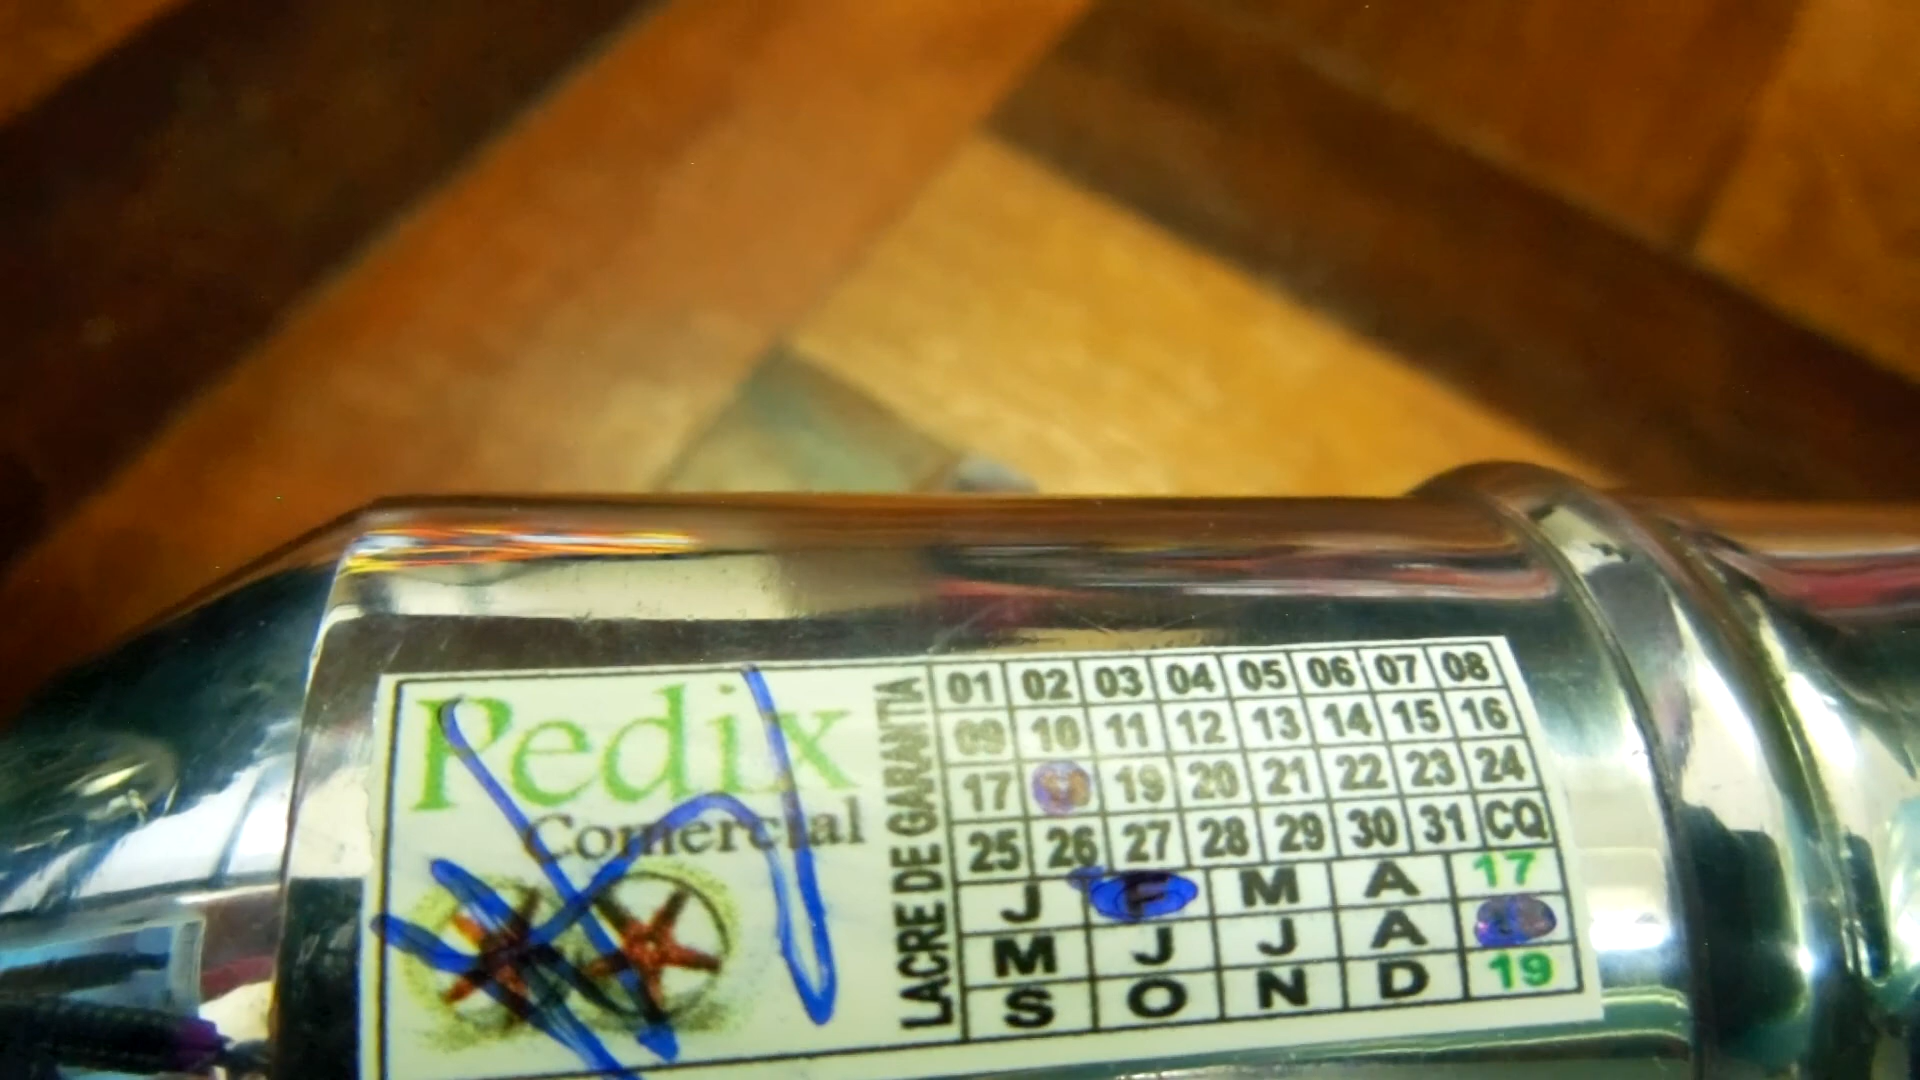 Pedix
Comercial
LACRE DE GARANTIA
01 02 03 04 05 06 07 08
09 10 11 12 13 14 15 16
17 19 20 21 22 23 24
25 26 27 28 29 30 31 CQ
J F M A 17
M J J A
S O N D 19